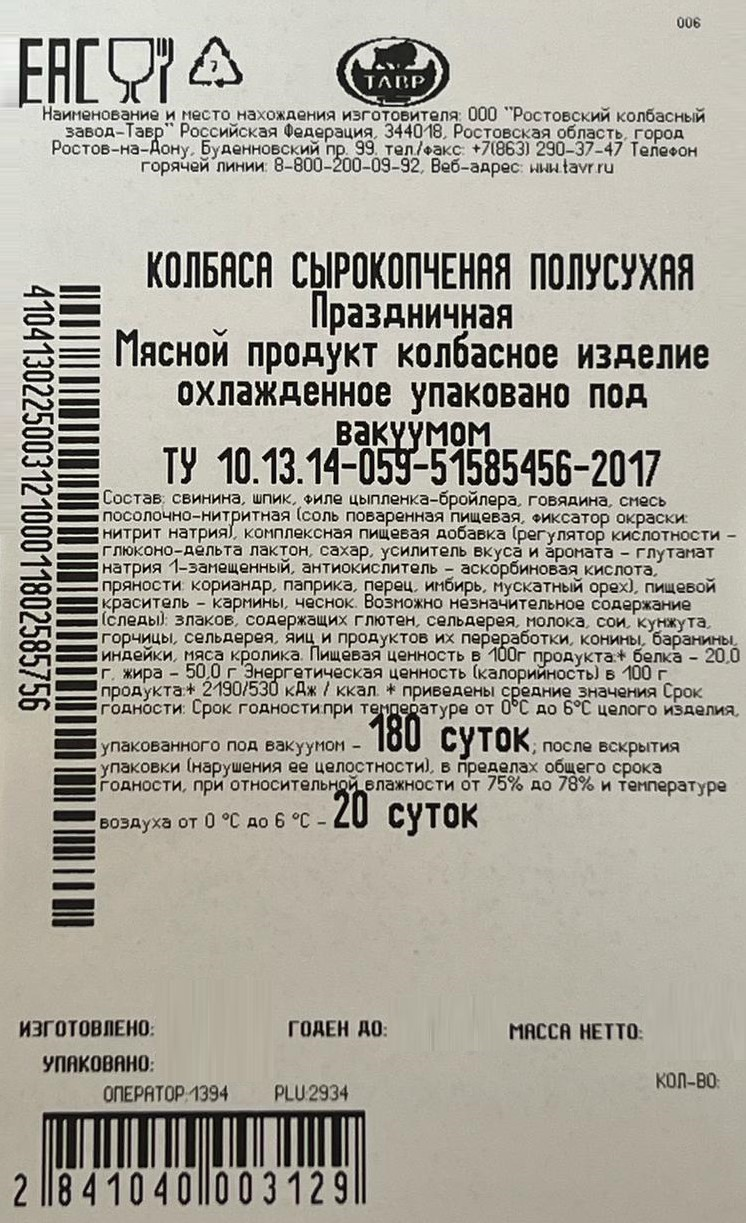 006
EAC
7
ТАВР
Наименование и место нахождения изготовителя: ООО "Ростовский колбасный
завод-Тавр" Российская Федерация, 344018, Ростовская область, город
Ростов-на-Дону, Буденновский пр. 99. тел./факс: +7(863) 290-37-47 Телефон
горячей линии: 8-800-200-09-92, Веб-адрес: www.tavr.ru
КОЛБАСА СЫРОКОПЧЕНАЯ ПОЛУСУХАЯ
Праздничная
Мясной продукт колбасное изделие
охлажденное упаковано под
вакуумом
ТУ 10.13.14-059-51585456-2017
Состав: свинина, шпик, филе цыпленка-бройлера, говядина, смесь
посолочно-нитритная (соль поваренная пищевая, фиксатор окраски:
нитрит натрия), комплексная пищевая добавка (регулятор кислотности -
глюконо-дельта лактон, сахар, усилитель вкуса и аромата - глутамат
натрия 1-замещенный, антиокислитель - аскорбиновая кислота,
пряности: кориандр, паприка, перец, имбирь, мускатный орех), пищевой
краситель - кармины, чеснок. Возможно незначительное содержание
(следы): злаков, содержащих глютен, сельдерея, молока, сои, кунжута,
горчицы, сельдерея, яиц и продуктов их переработки, конины, баранины,
индейки, мяса кролика. Пищевая ценность в 100г продукта:* белка - 20,0
г, жира - 50,0 г Энергетическая ценность (калорийность) в 100 г
продукта:* 2190/530 кДж / ккал. * приведены средние значения Срок
годности: Срок годности:при температуре от 0°С до 6°С целого изделия,
упакованного под вакуумом - 180 суток; после вскрытия
упаковки (нарушения ее целостности), в пределах общего срока
годности, при относительной влажности от 75% до 78% и температуре
воздуха от 0 °С до 6 °С - 20 суток
410413022500312100011802585756
ИЗГОТОВЛЕНО: ГОДЕН ДО: МАССА НЕТТО:
УПАКОВАНО:
КОЛ-ВО:
ОПЕРАТОР:1394 PLU:2934
2 841040 003129